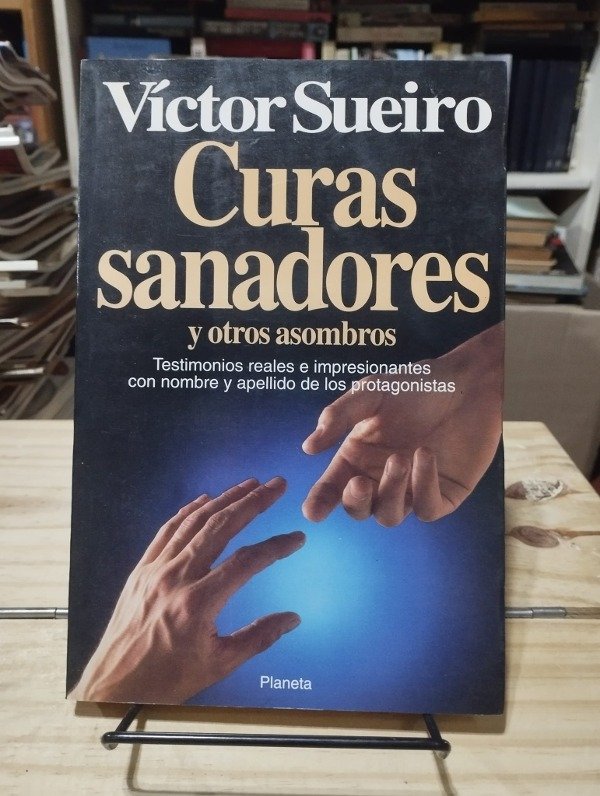 Víctor Sueiro
Curas
sanadores
y otros asombros
Testimonios reales e impresionantes
con nombre y apellido de los protagonistas
Planeta